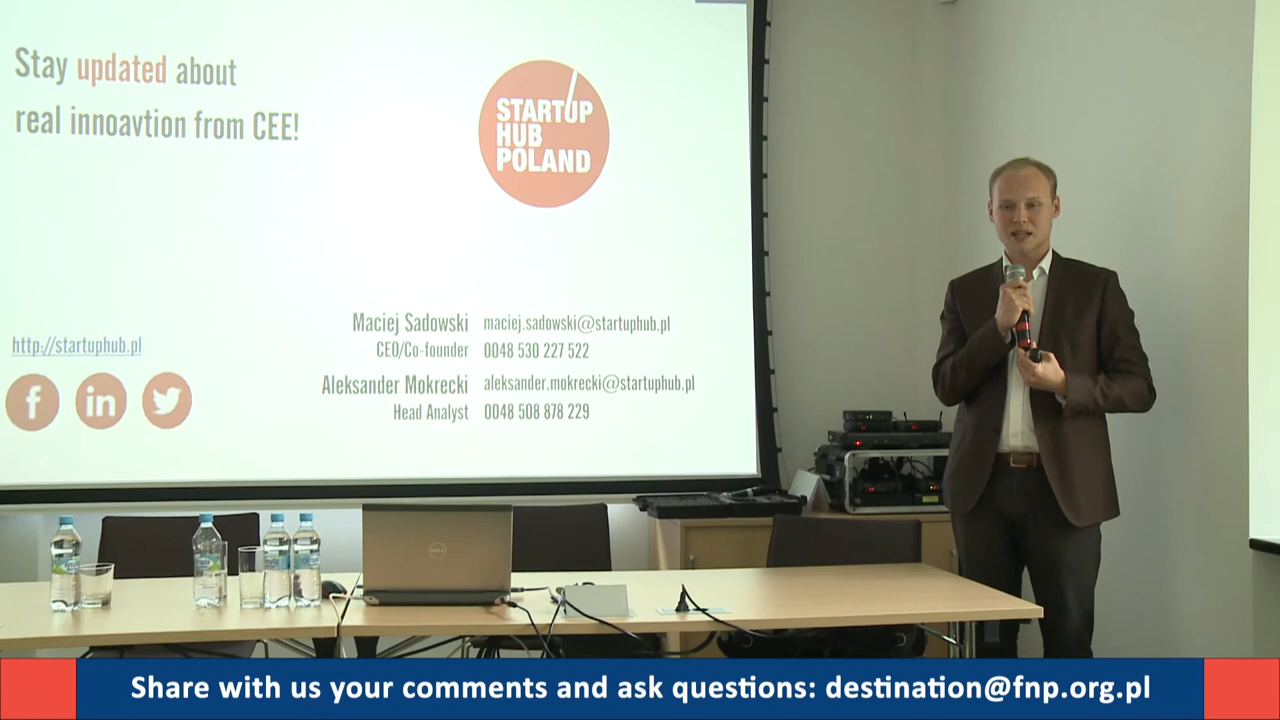 Stay updated about
real innoavtion from CEE!
STARTUP
HUB
POLAND
Maciej Sadowski maciej.sadowski@startuphub.pl
CEO/Co-founder 0048 530 227 522
http://startuphub.pl
Aleksander Mokrecki aleksander.mokrecki@startuphub.pl
Head Analyst 0048 508 878 229
f
in
DELL
Share with us your comments and ask questions: destination@fnp.org.pl